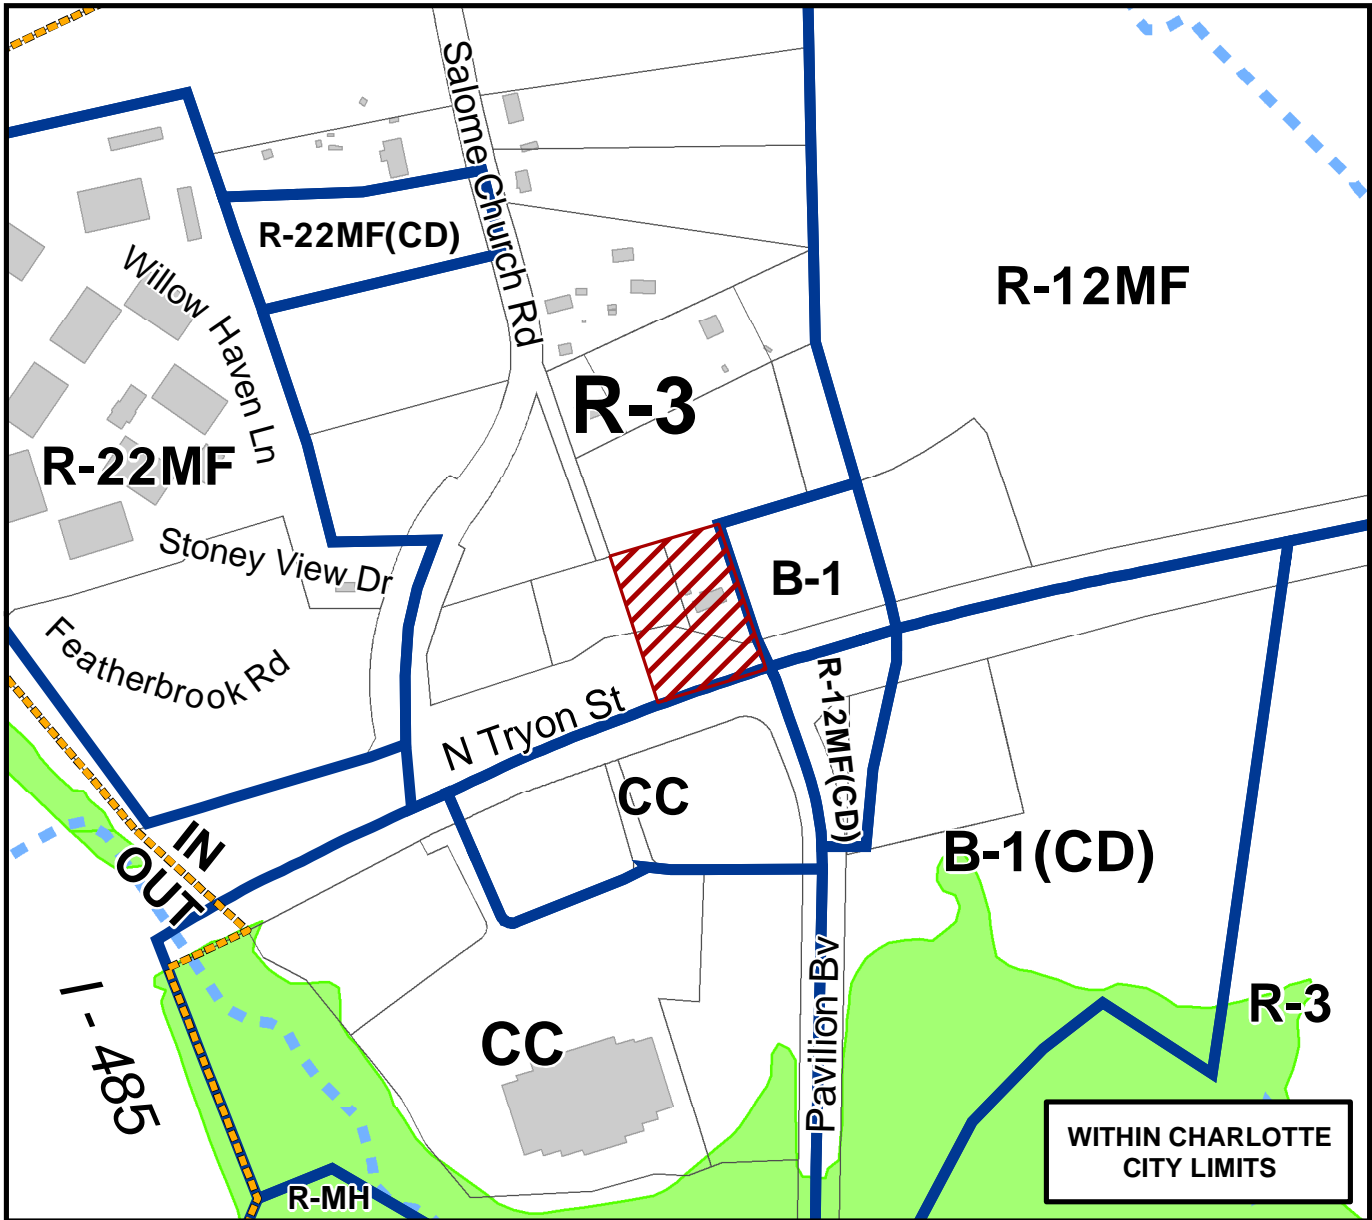 Salome Church Rd
R-22MF(CD)
R-12MF
Willow Haven Ln
R-3
R-22MF
Stoney View Dr
B-1
Featherbrook Rd
R-12MF(CD)
N Tryon St
CC
IN
OUT
B-1(CD)
Pavilion Bv
R-3
I - 485
CC
WITHIN CHARLOTTE
CITY LIMITS
R-MH